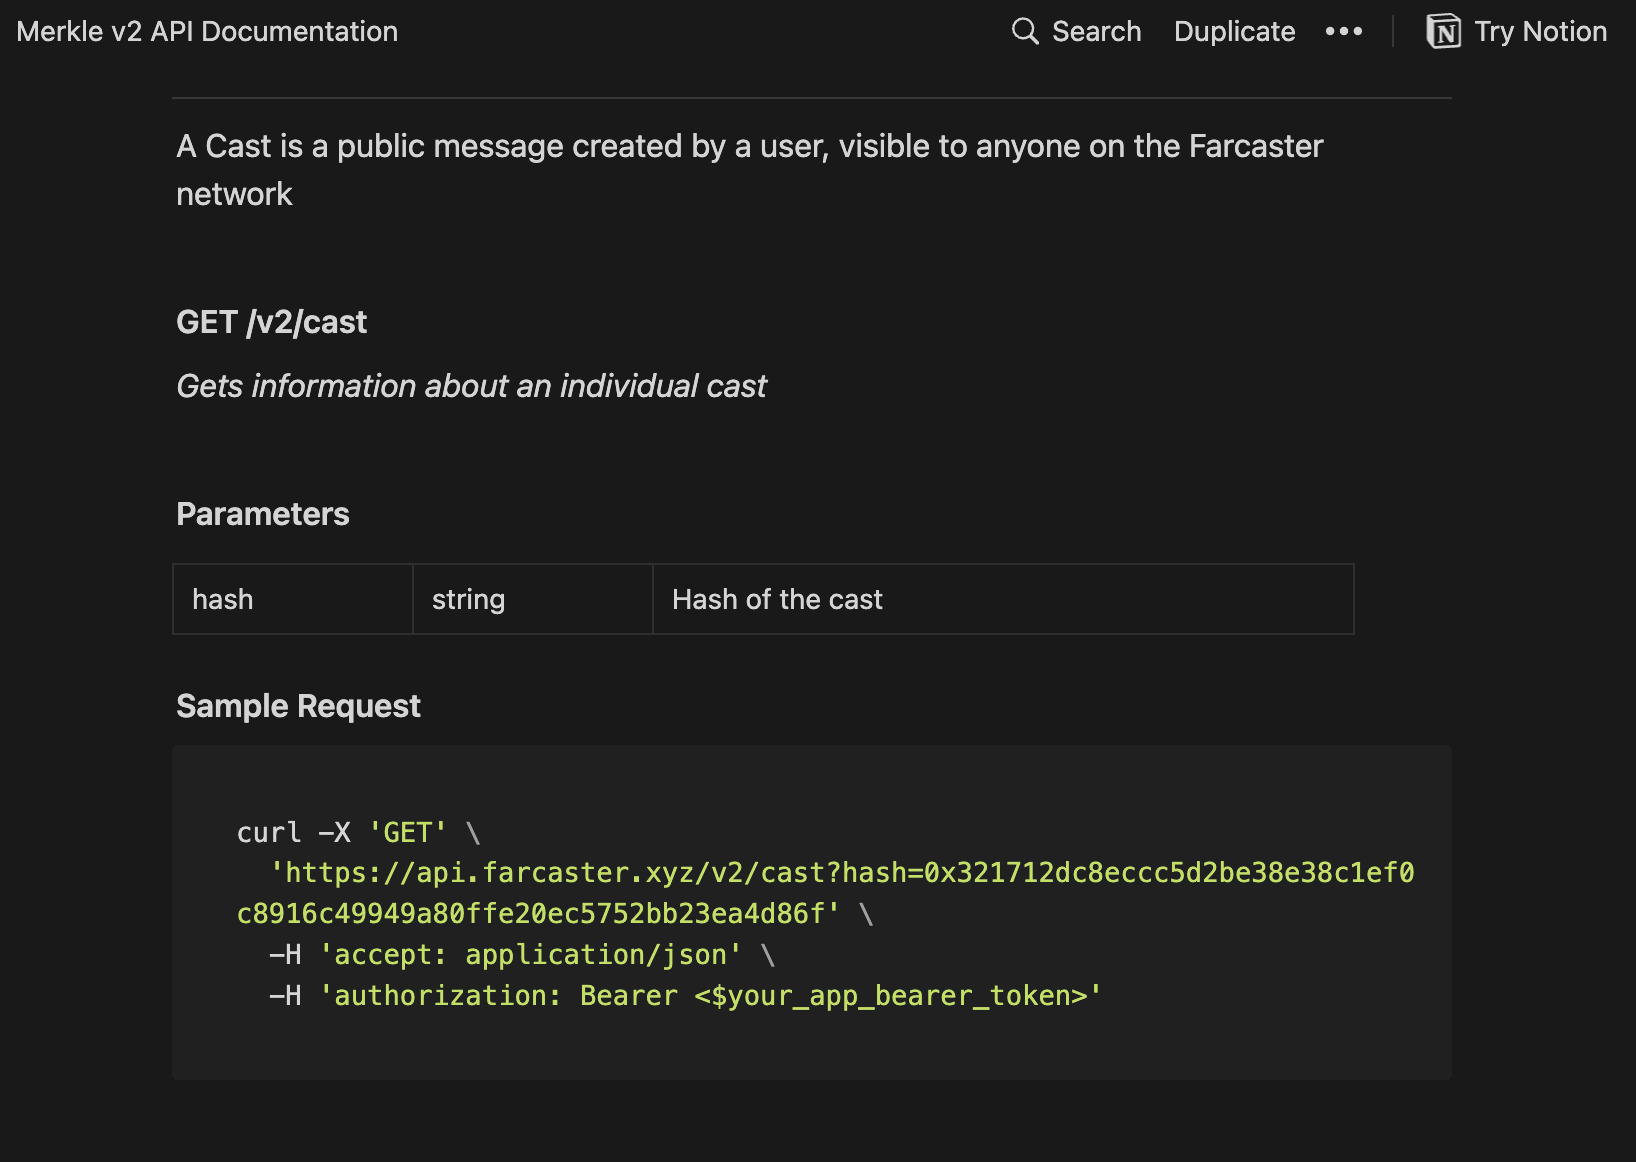 Merkle v2 API Documentation
Search Duplicate ••• Try Notion
A Cast is a public message created by a user, visible to anyone on the Farcaster
network
GET /v2/cast
Gets information about an individual cast
Parameters
hash string Hash of the cast
Sample Request
curl -X 'GET' \
'https://api.farcaster.xyz/v2/cast?hash=0x321712dc8eccc5d2be38e38c1ef0
c8916c49949a80ffe20ec5752bb23ea4d86f' \
-H 'accept: application/json' \
-H 'authorization: Bearer <$your_app_bearer_token>'